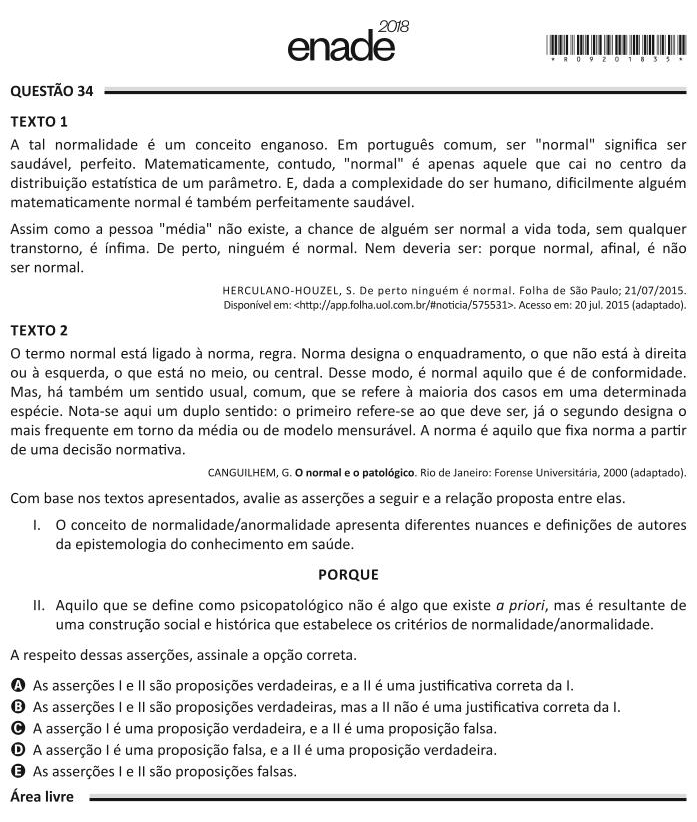 enade 2018
*R09201835*
QUESTÃO 34
TEXTO 1
A tal normalidade é um conceito enganoso. Em português comum, ser "normal" significa ser
saudável, perfeito. Matematicamente, contudo, "normal" é apenas aquele que cai no centro da
distribuição estatística de um parâmetro. E, dada a complexidade do ser humano, dificilmente alguém
matematicamente normal é também perfeitamente saudável.
Assim como a pessoa "média" não existe, a chance de alguém ser normal a vida toda, sem qualquer
transtorno, é ínfima. De perto, ninguém é normal. Nem deveria ser: porque normal, afinal, é não
ser normal.
HERCULANO-HOUZEL, S. De perto ninguém é normal. Folha de São Paulo; 21/07/2015.
Disponível em: <http://app.folha.uol.com.br/#noticia/575531>. Acesso em: 20 jul. 2015 (adaptado).
TEXTO 2
O termo normal está ligado à norma, regra. Norma designa o enquadramento, o que não está à direita
ou à esquerda, o que está no meio, ou central. Desse modo, é normal aquilo que é de conformidade.
Mas, há também um sentido usual, comum, que se refere à maioria dos casos em uma determinada
espécie. Nota-se aqui um duplo sentido: o primeiro refere-se ao que deve ser, já o segundo designa o
mais frequente em torno da média ou de modelo mensurável. A norma é aquilo que fixa norma a partir
de uma decisão normativa.
CANGUILHEM, G. O normal e o patológico. Rio de Janeiro: Forense Universitária, 2000 (adaptado).
Com base nos textos apresentados, avalie as asserções a seguir e a relação proposta entre elas.
I. O conceito de normalidade/anormalidade apresenta diferentes nuances e definições de autores
da epistemologia do conhecimento em saúde.
PORQUE
II. Aquilo que se define como psicopatológico não é algo que existe a priori, mas é resultante de
uma construção social e histórica que estabelece os critérios de normalidade/anormalidade.
A respeito dessas asserções, assinale a opção correta.
A As asserções I e II são proposições verdadeiras, e a II é uma justificativa correta da I.
B As asserções I e II são proposições verdadeiras, mas a II não é uma justificativa correta da I.
C A asserção I é uma proposição verdadeira, e a II é uma proposição falsa.
D A asserção I é uma proposição falsa, e a II é uma proposição verdadeira.
E As asserções I e II são proposições falsas.
Área livre